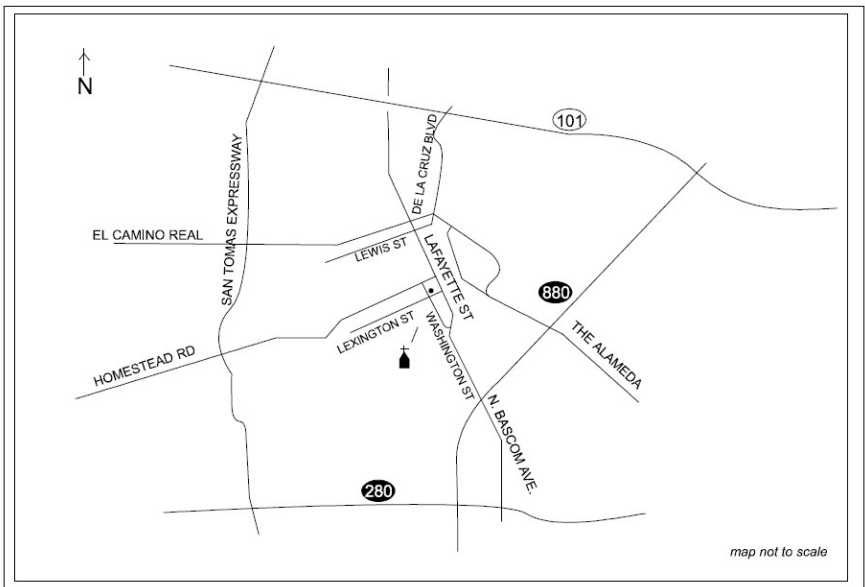 N
101
DE LA CRUZ BLVD
SAN TOMAS EXPRESSWAY
EL CAMINO REAL
LEWIS ST
LAFAYETTE ST
880
THE ALAMEDA
LEXINGTON ST
WASHINGTON ST
HOMESTEAD RD
N. BASCOM AVE.
280
map not to scale